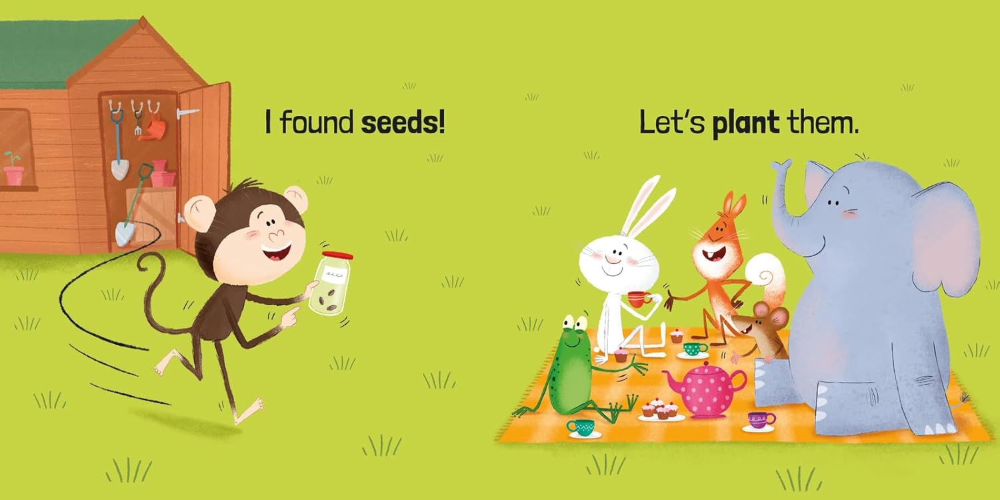 I found seeds!
Let's plant them.